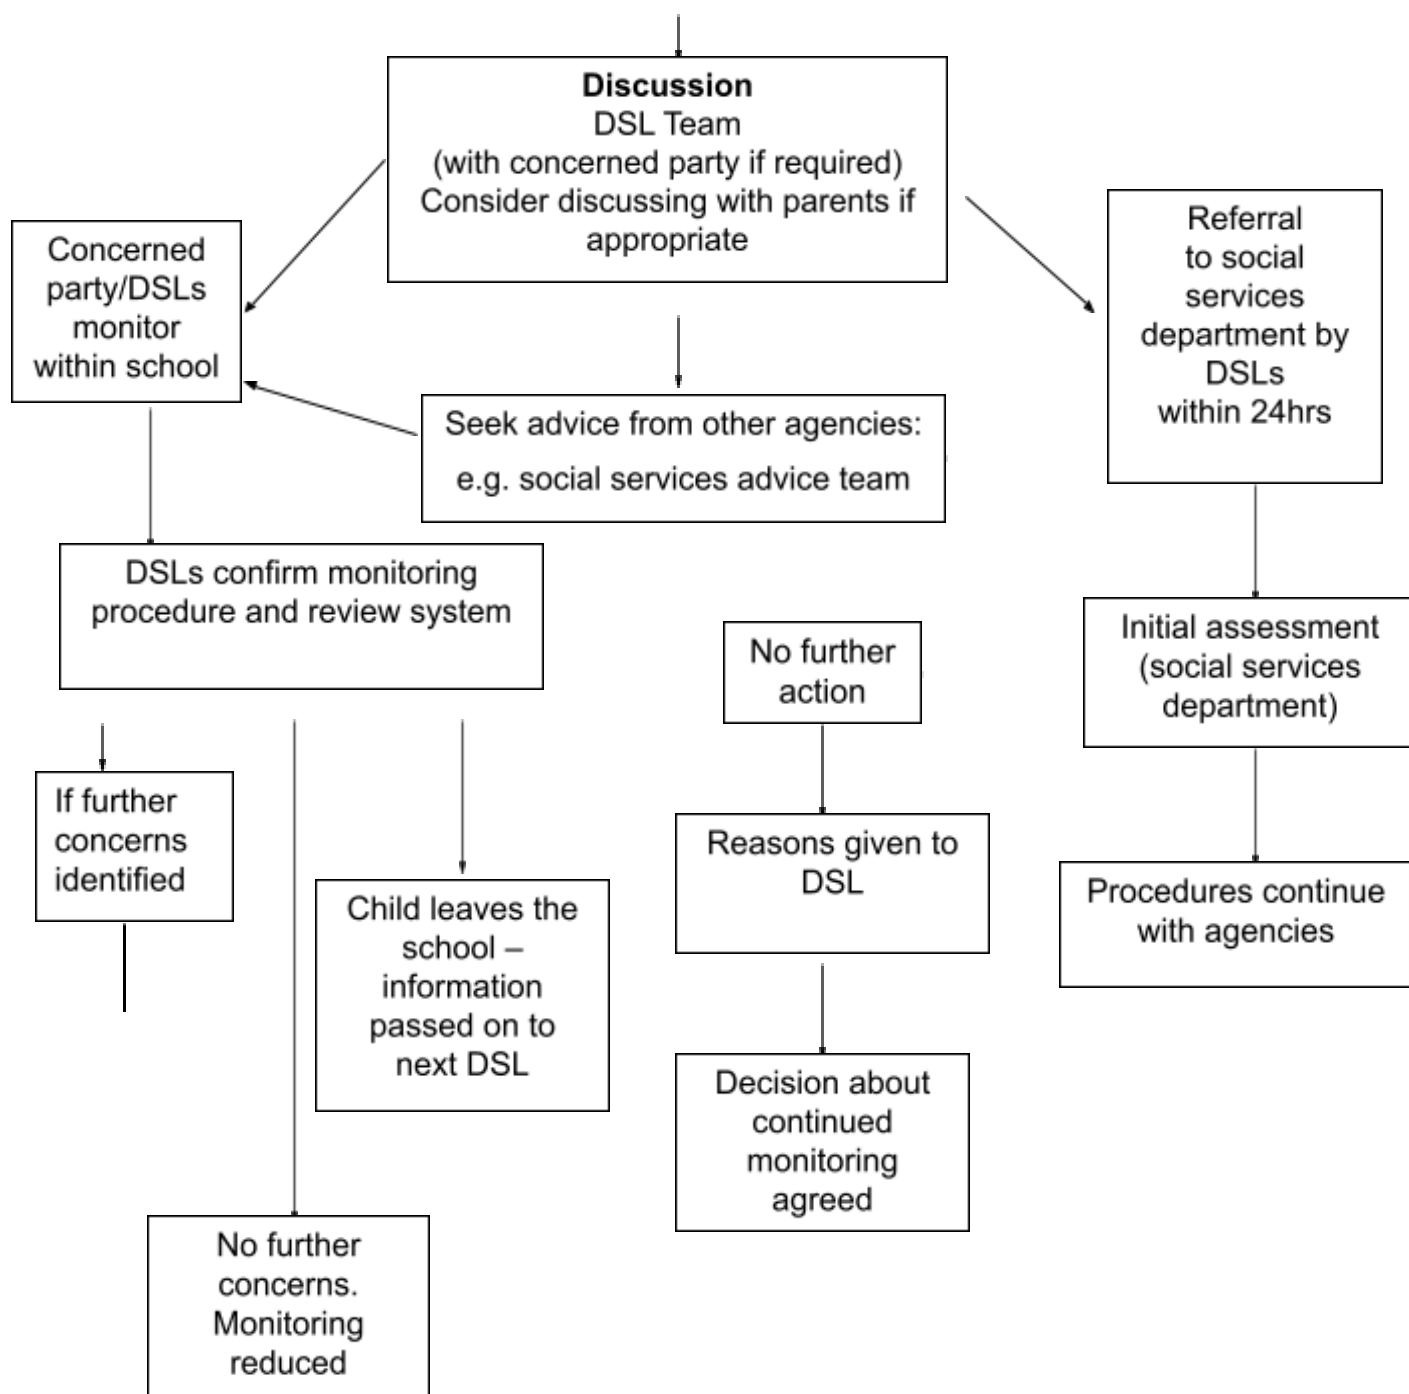 Discussion
DSL Team
(with concerned party if required)
Consider discussing with parents if
appropriate
Concerned
party/DSLs
monitor
within school
Referral
to social
services
department by
DSLs
within 24hrs
Seek advice from other agencies:
e.g. social services advice team
DSLs confirm monitoring
procedure and review system
No further
action
Initial assessment
(social services
department)
If further
concerns
identified
Reasons given to
DSL
Child leaves the
school –
information
passed on to
next DSL
Procedures continue
with agencies
Decision about
continued
monitoring
agreed
No further
concerns.
Monitoring
reduced